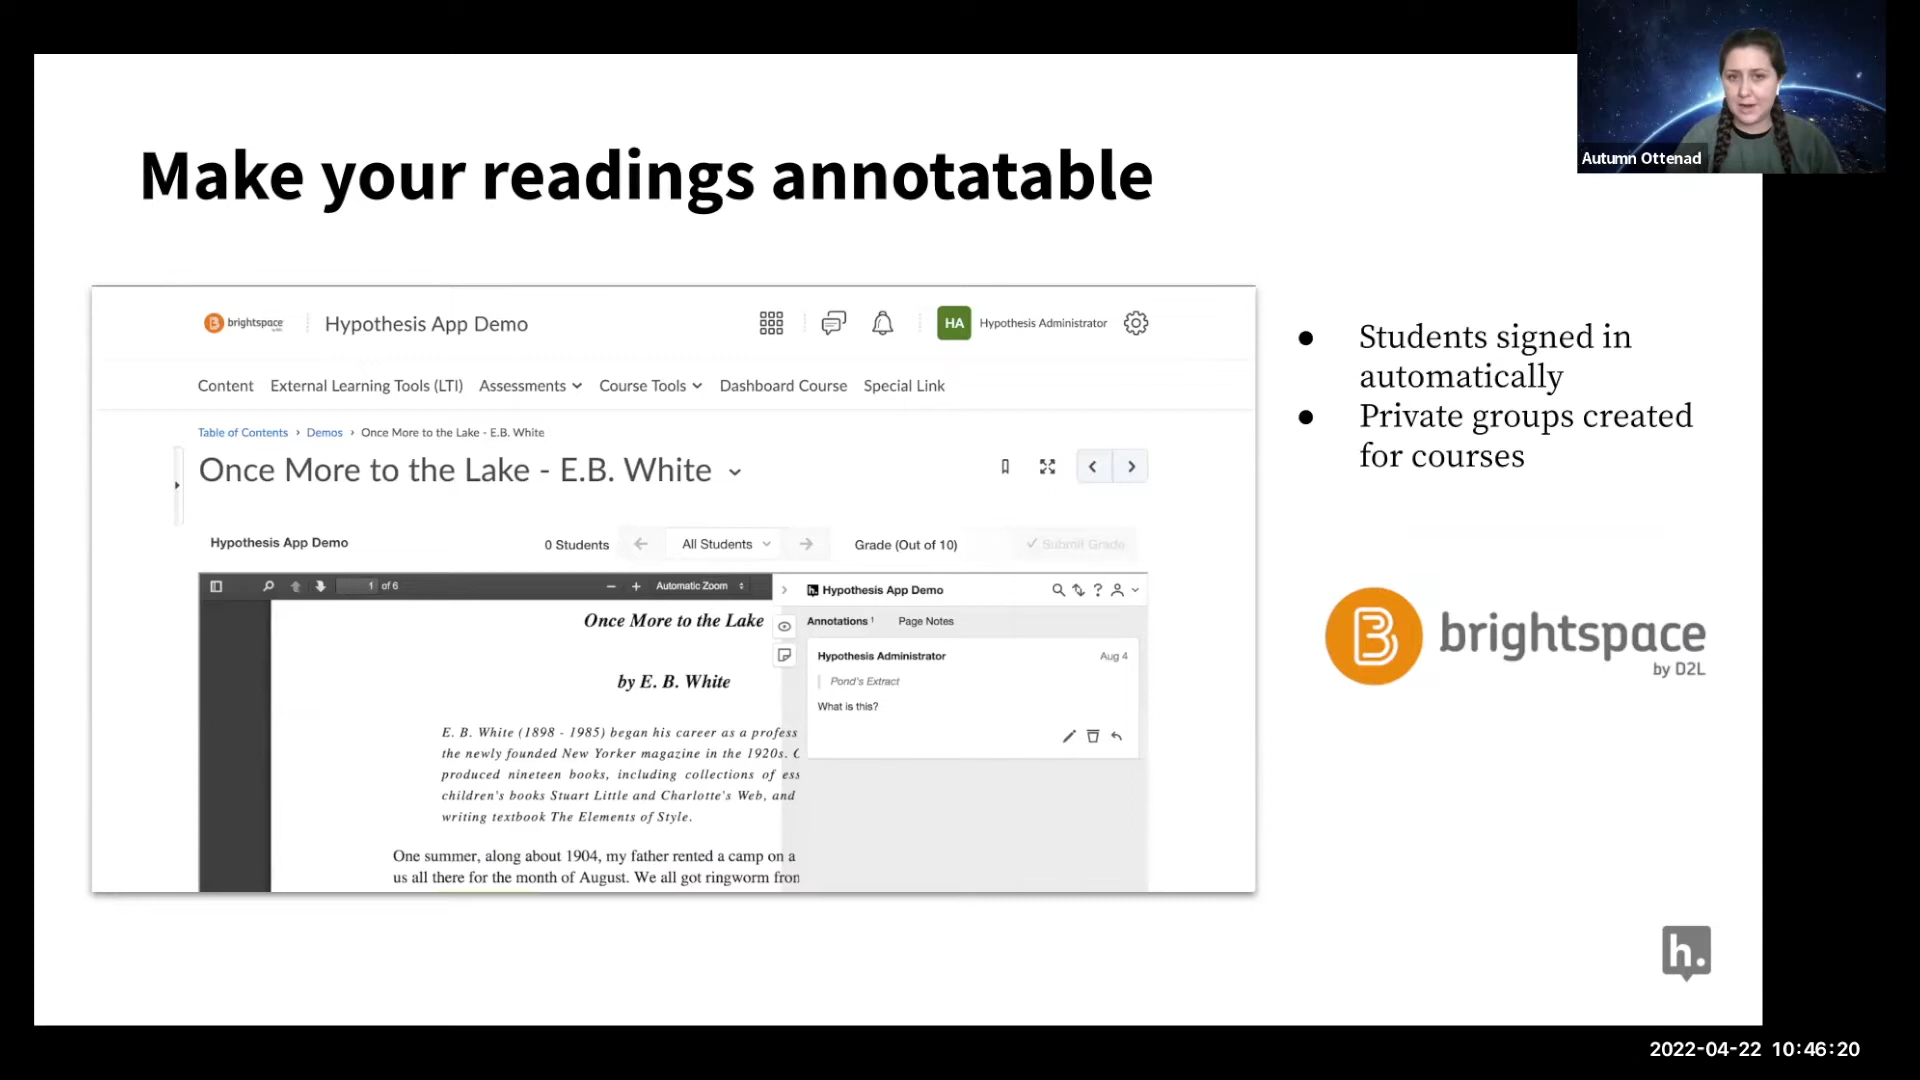 Autumn Ottenad
Make your readings annotatable
brightspace
Hypothesis App Demo
HA
Hypothesis Administrator
Content
External Learning Tools (LTI)
Assessments
Course Tools
Dashboard Course
Special Link
Table of Contents › Demos › Once More to the Lake - E.B. White
Once More to the Lake - E.B. White
Hypothesis App Demo
0 Students
All Students
Grade (Out of 10)
Submit Grade
1 of 6
Automatic Zoom
Once More to the Lake
by E. B. White
E. B. White (1898 - 1985) began his career as a profess
the newly founded New Yorker magazine in the 1920s.
produced nineteen books, including collections of ess
children's books Stuart Little and Charlotte's Web, and
writing textbook The Elements of Style.
One summer, along about 1904, my father rented a camp on a
us all there for the month of August. We all got ringworm fron
Hypothesis App Demo
Annotations 1
Page Notes
Hypothesis Administrator
Aug 4
Pond's Extract
What is this?
● Students signed in
automatically
● Private groups created
for courses
B
brightspace
by D2L
h.
2022-04-22 10:46:20